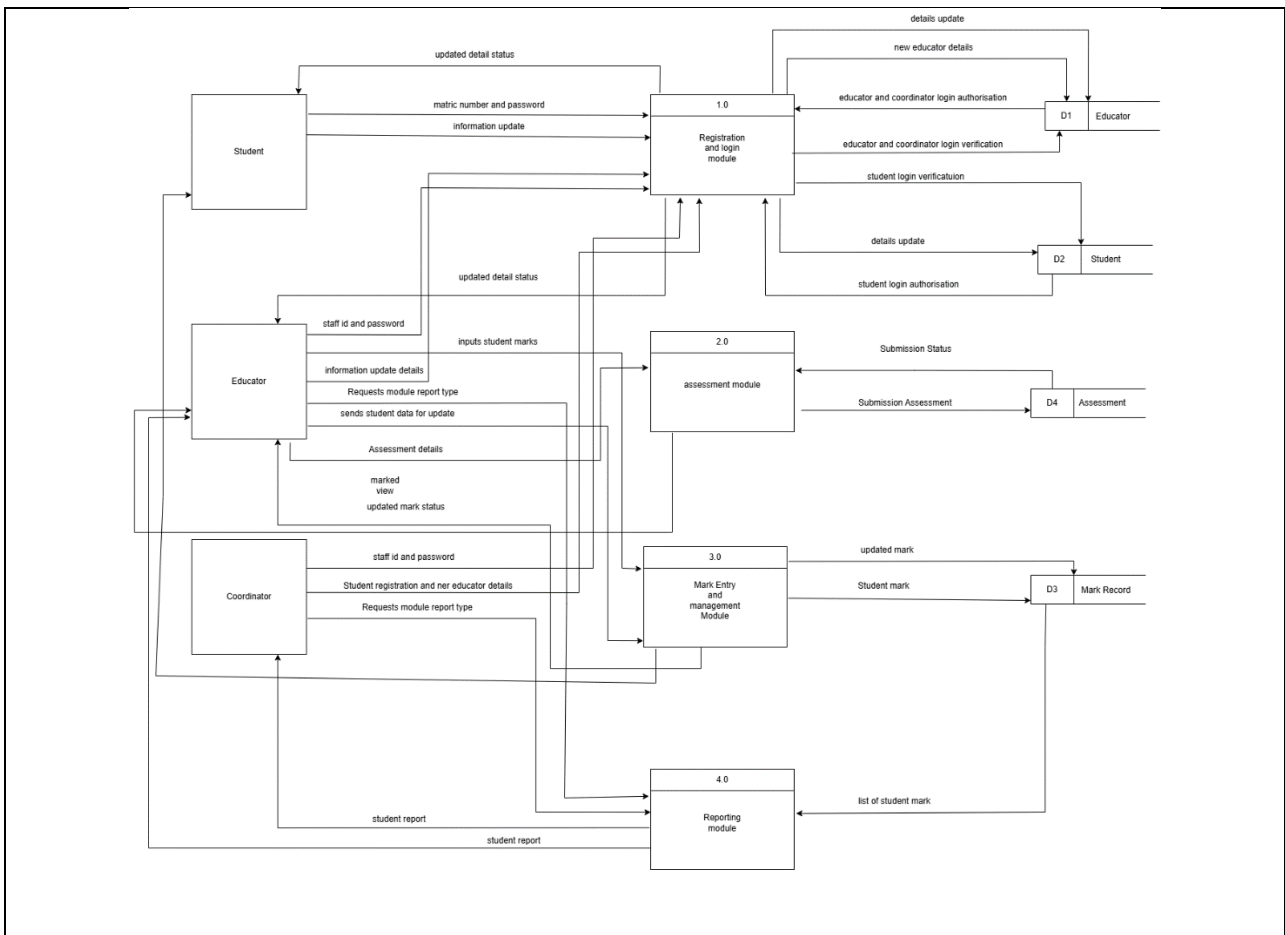 details update
new educator details
updated detail status
matric number and password
information update
Student
1.0
Registration
and login
module
educator and coordinator login authorisation
D1
Educator
educator and coordinator login verification
student login verificatuion
details update
D2
Student
student login authorisation
updated detail status
staff id and password
inputs student marks
Educator
information update details
Requests module report type
sends student data for update
Assessment details
2.0
assessment module
Submission Status
Submission Assessment
D4
Assessment
marked
view
updated mark status
Coordinator
staff id and password
Student registration and ner educator details
Requests module report type
3.0
Mark Entry
and
management
Module
updated mark
Student mark
D3
Mark Record
4.0
Reporting
module
list of student mark
student report
student report